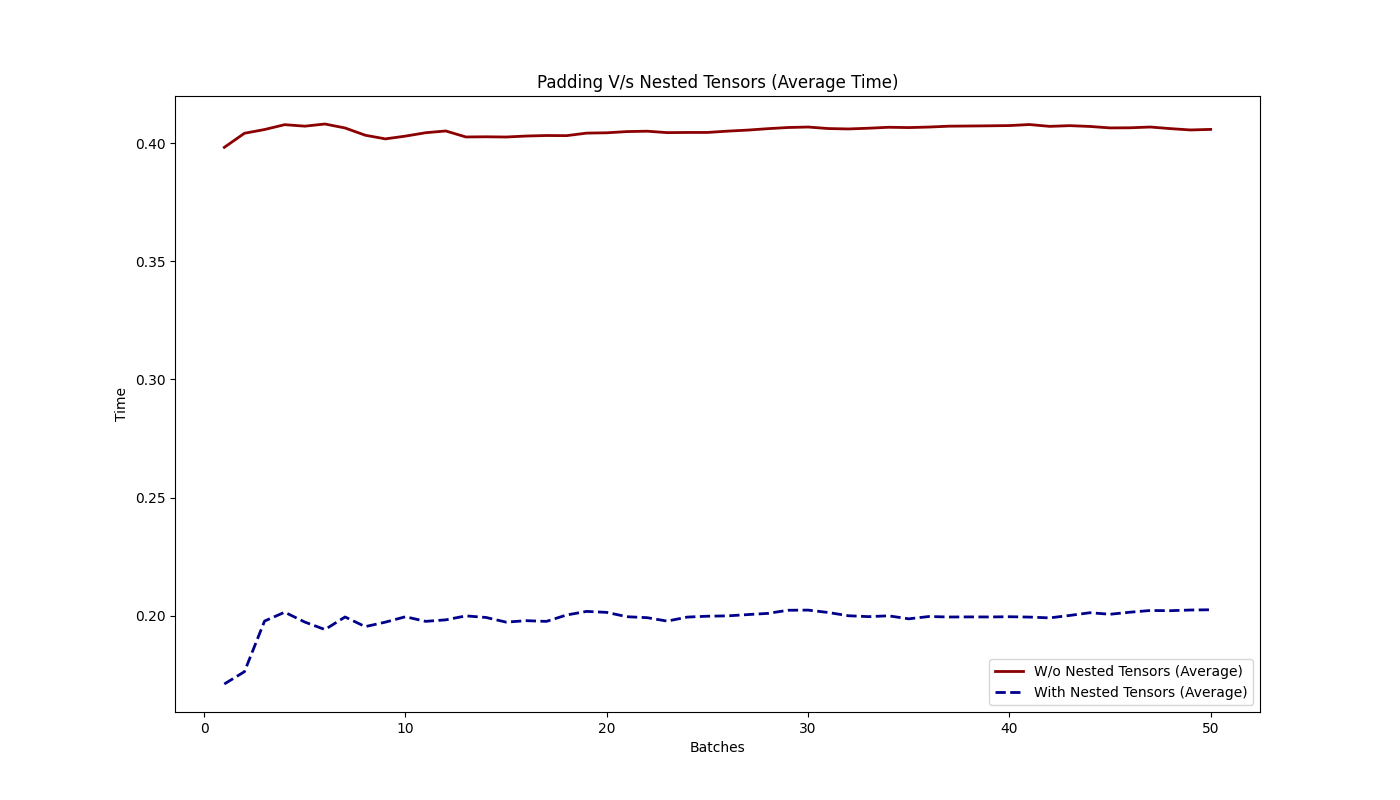 Padding V/s Nested Tensors (Average Time)
0.40
0.35
0.30
0.25
0.20
Time
0
10
20
30
40
50
Batches
W/o Nested Tensors (Average)
With Nested Tensors (Average)